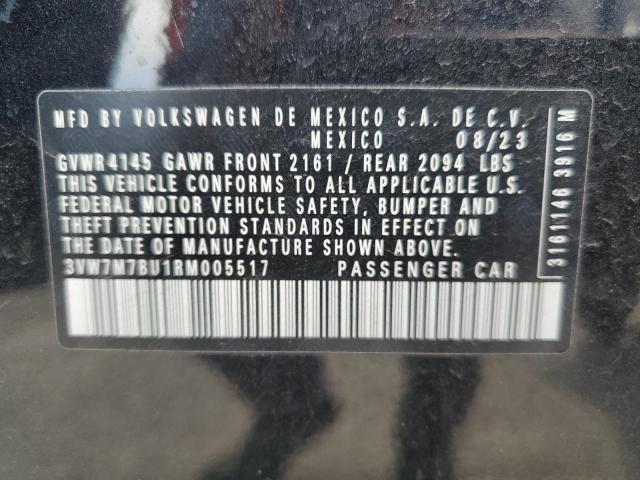 MFD BY VOLKSWAGEN DE MEXICO S.A. DE C.V.
MEXICO 08/23
GVWR4145 GAWR FRONT 2161 / REAR 2094 LBS
THIS VEHICLE CONFORMS TO ALL APPLICABLE U.S.
FEDERAL MOTOR VEHICLE SAFETY, BUMPER AND
THEFT PREVENTION STANDARDS IN EFFECT ON
THE DATE OF MANUFACTURE SHOWN ABOVE.
3VW7M7BU1RM005517 PASSENGER CAR
3161146 3916 M